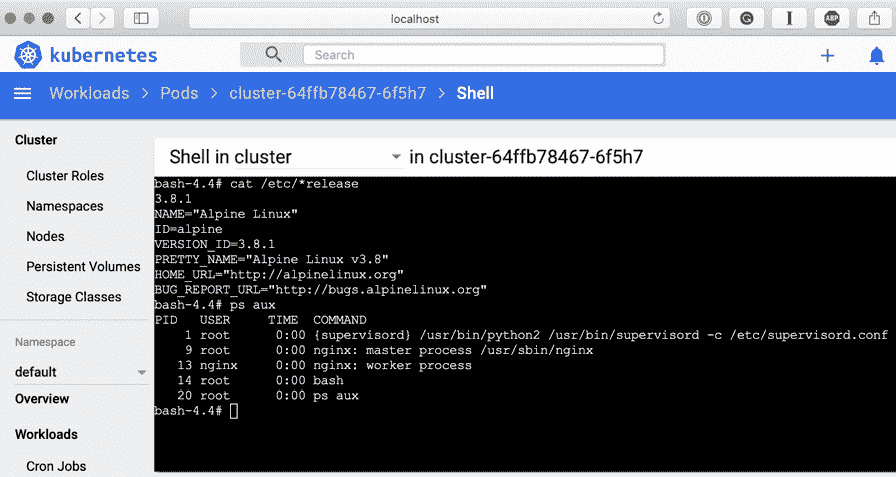 localhost
ABP
kubernetes
Search
Workloads > Pods > cluster-64ffb78467-6f5h7 > Shell
Cluster
Cluster Roles
Namespaces
Nodes
Persistent Volumes
Storage Classes
Namespace
default
Overview
Workloads
Cron Jobs
Shell in cluster in cluster-64ffb78467-6f5h7
bash-4.4# cat /etc/*release
3.8.1
NAME="Alpine Linux"
ID=alpine
VERSION_ID=3.8.1
PRETTY_NAME="Alpine Linux v3.8"
HOME_URL="http://alpinelinux.org"
BUG_REPORT_URL="http://bugs.alpinelinux.org"
bash-4.4# ps aux
PID USER TIME COMMAND
1 root 0:00 {supervisord} /usr/bin/python2 /usr/bin/supervisord -c /etc/supervisord.conf
9 root 0:00 nginx: master process /usr/sbin/nginx
13 nginx 0:00 nginx: worker process
14 root 0:00 bash
20 root 0:00 ps aux
bash-4.4#